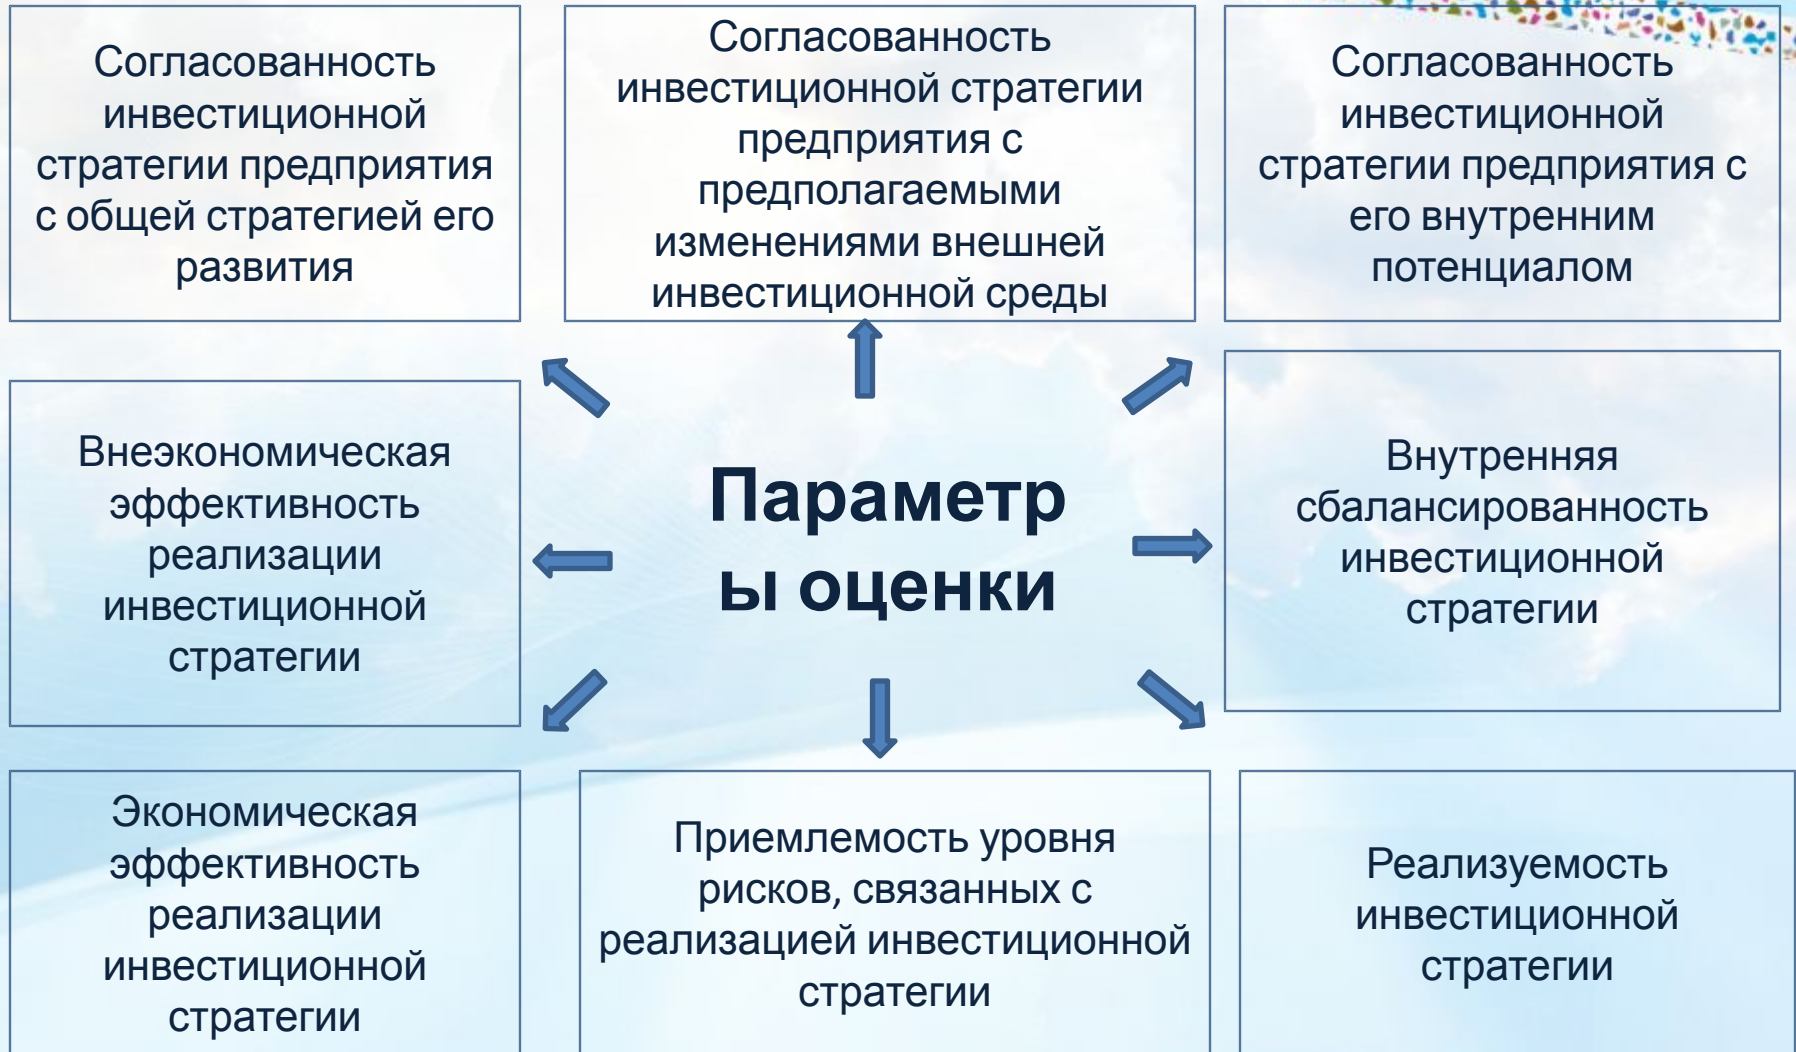 Согласованность
инвестиционной
стратегии предприятия
с общей стратегией его
развития
Согласованность
инвестиционной стратегии
предприятия с
предполагаемыми
изменениями внешней
инвестиционной среды
Согласованность
инвестиционной
стратегии предприятия с
его внутренним
потенциалом
Внеэкономическая
эффективность
реализации
инвестиционной
стратегии
Параметр
ы оценки
Внутренняя
сбалансированность
инвестиционной
стратегии
Экономическая
эффективность
реализации
инвестиционной
стратегии
Приемлемость уровня
рисков, связанных с
реализацией инвестиционной
стратегии
Реализуемость
инвестиционной
стратегии